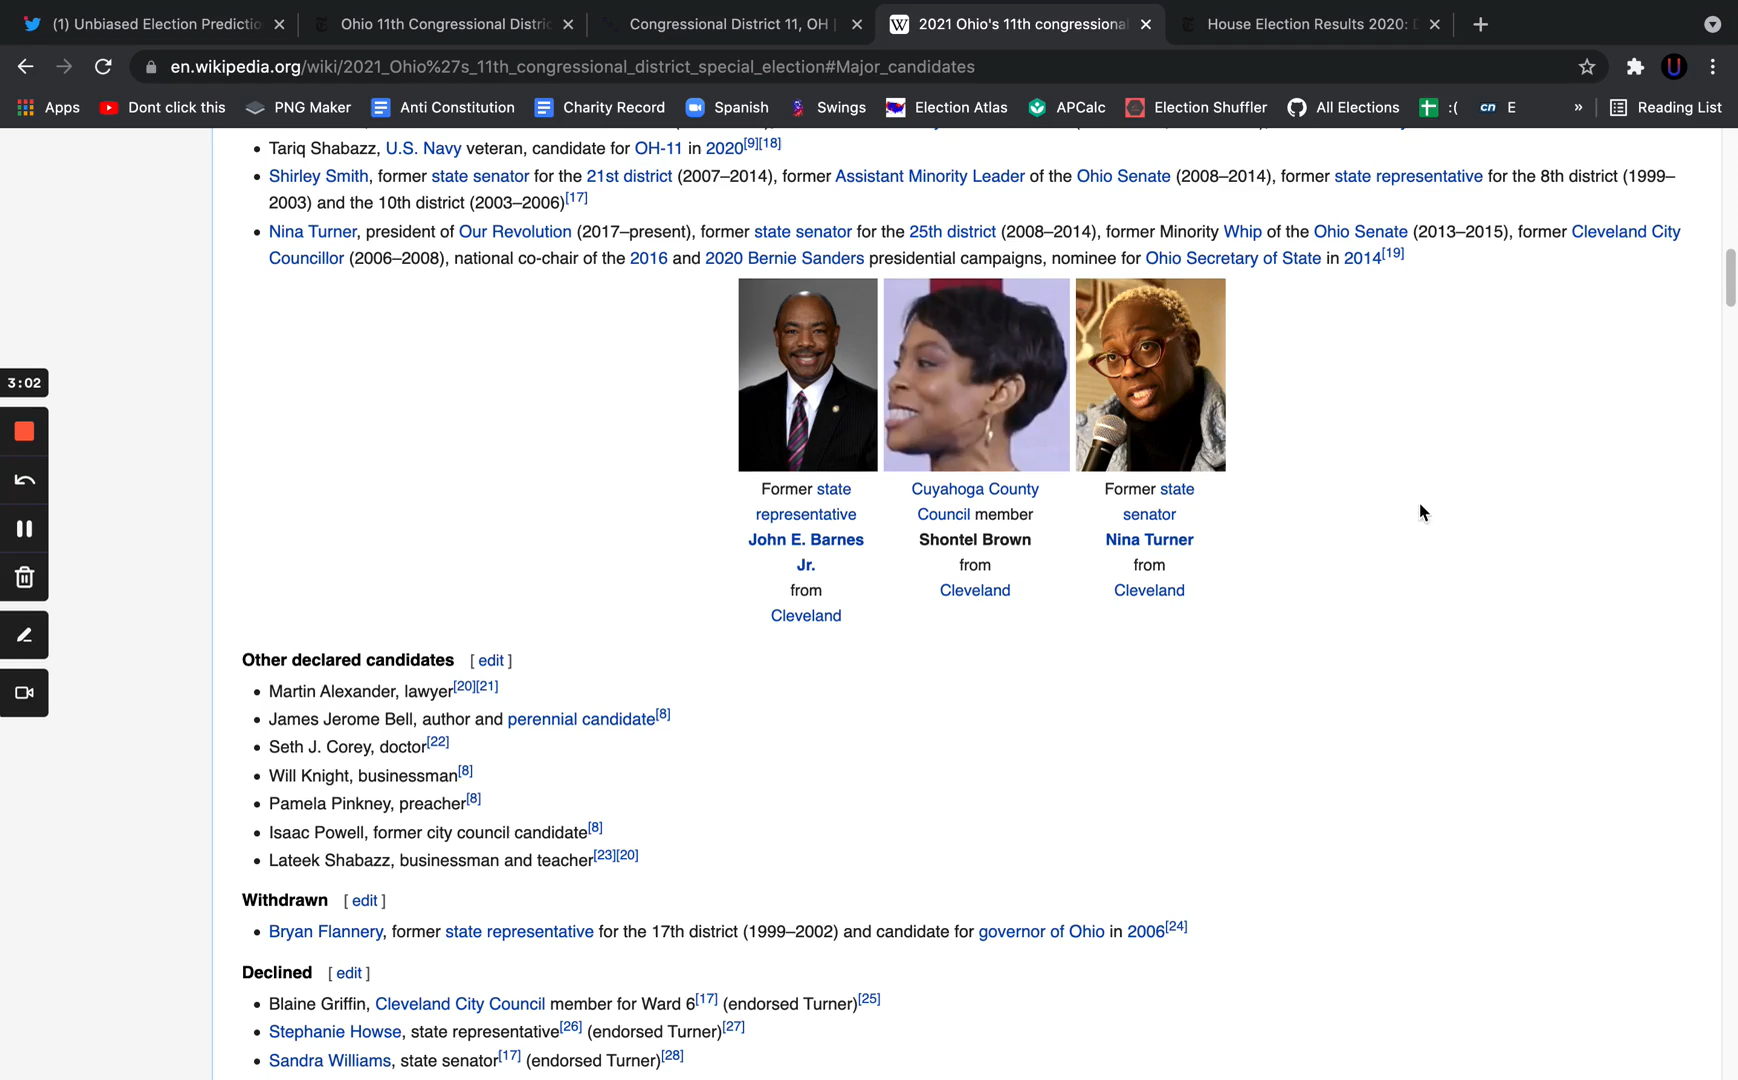 (1) Unbiased Election Predictio
Ohio 11th Congressional Distric
Congressional District 11, OH |
W 2021 Ohio's 11th congressional
House Election Results 2020: D
en.wikipedia.org/wiki/2021_Ohio%27s_11th_congressional_district_special_election#Major_candidates
U
Apps
Dont click this
PNG Maker
Anti Constitution
Charity Record
Spanish
Swings
Election Atlas
APCalc
Election Shuffler
All Elections
:(
cn E
»
Reading List
• Tariq Shabazz, U.S. Navy veteran, candidate for OH-11 in 2020[9][18]
• Shirley Smith, former state senator for the 21st district (2007–2014), former Assistant Minority Leader of the Ohio Senate (2008–2014), former state representative for the 8th district (1999–
2003) and the 10th district (2003–2006)[17]
• Nina Turner, president of Our Revolution (2017–present), former state senator for the 25th district (2008–2014), former Minority Whip of the Ohio Senate (2013–2015), former Cleveland City
Councillor (2006–2008), national co-chair of the 2016 and 2020 Bernie Sanders presidential campaigns, nominee for Ohio Secretary of State in 2014[19]
3:02
Former state
representative
John E. Barnes
Jr.
from
Cleveland
Cuyahoga County
Council member
Shontel Brown
from
Cleveland
Former state
senator
Nina Turner
from
Cleveland
Other declared candidates [ edit ]
• Martin Alexander, lawyer[20][21]
• James Jerome Bell, author and perennial candidate[8]
• Seth J. Corey, doctor[22]
• Will Knight, businessman[8]
• Pamela Pinkney, preacher[8]
• Isaac Powell, former city council candidate[8]
• Lateek Shabazz, businessman and teacher[23][20]
Withdrawn [ edit ]
• Bryan Flannery, former state representative for the 17th district (1999–2002) and candidate for governor of Ohio in 2006[24]
Declined [ edit ]
• Blaine Griffin, Cleveland City Council member for Ward 6[17] (endorsed Turner)[25]
• Stephanie Howse, state representative[26] (endorsed Turner)[27]
• Sandra Williams, state senator[17] (endorsed Turner)[28]